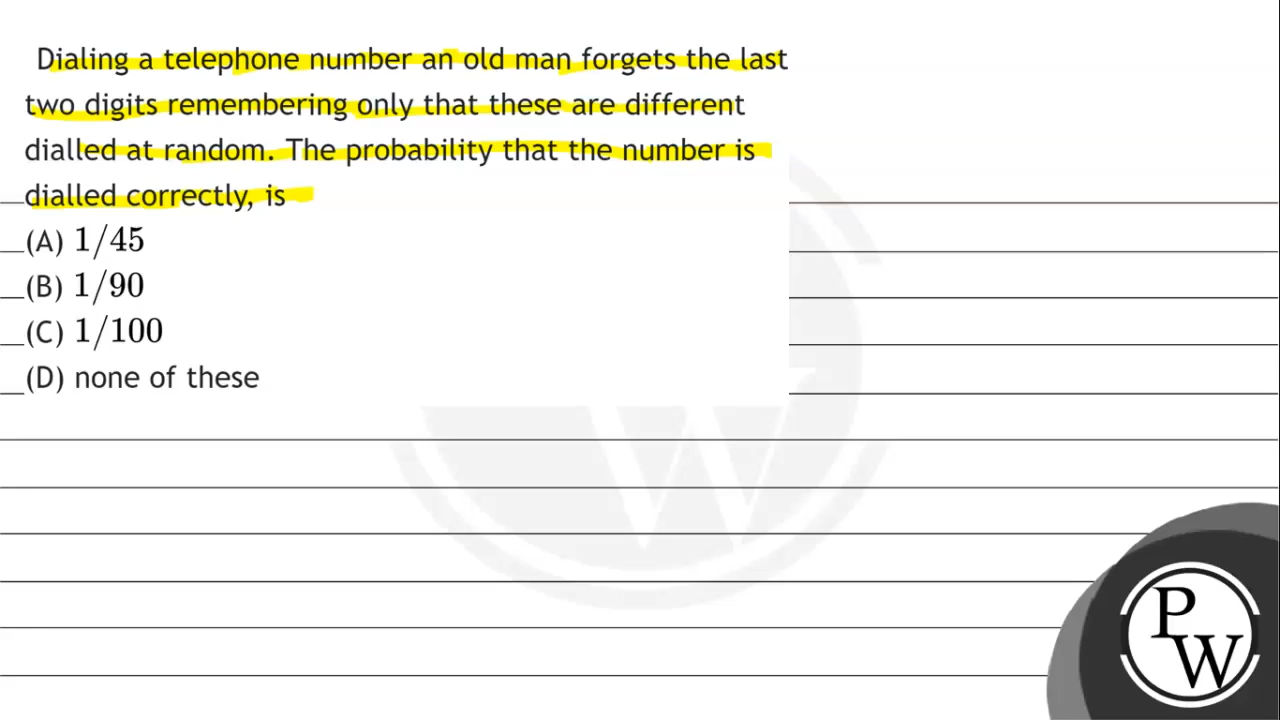 Dialing a telephone number an old man forgets the last
two digits remembering only that these are different
dialled at random. The probability that the number is
dialled correctly, is
(A) 1/45
(B) 1/90
(C) 1/100
(D) none of these
P
W